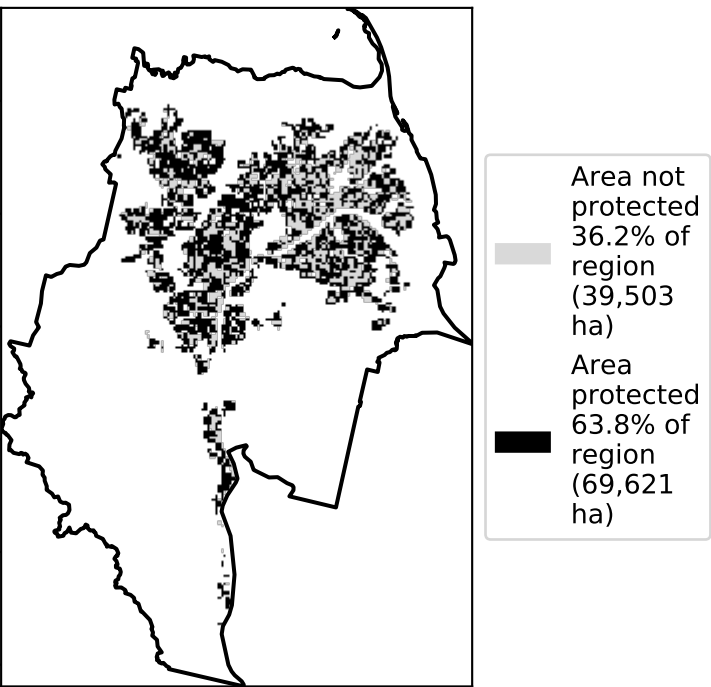 Area not
protected
36.2% of
region
(39,503
ha)
Area
protected
63.8% of
region
(69,621
ha)